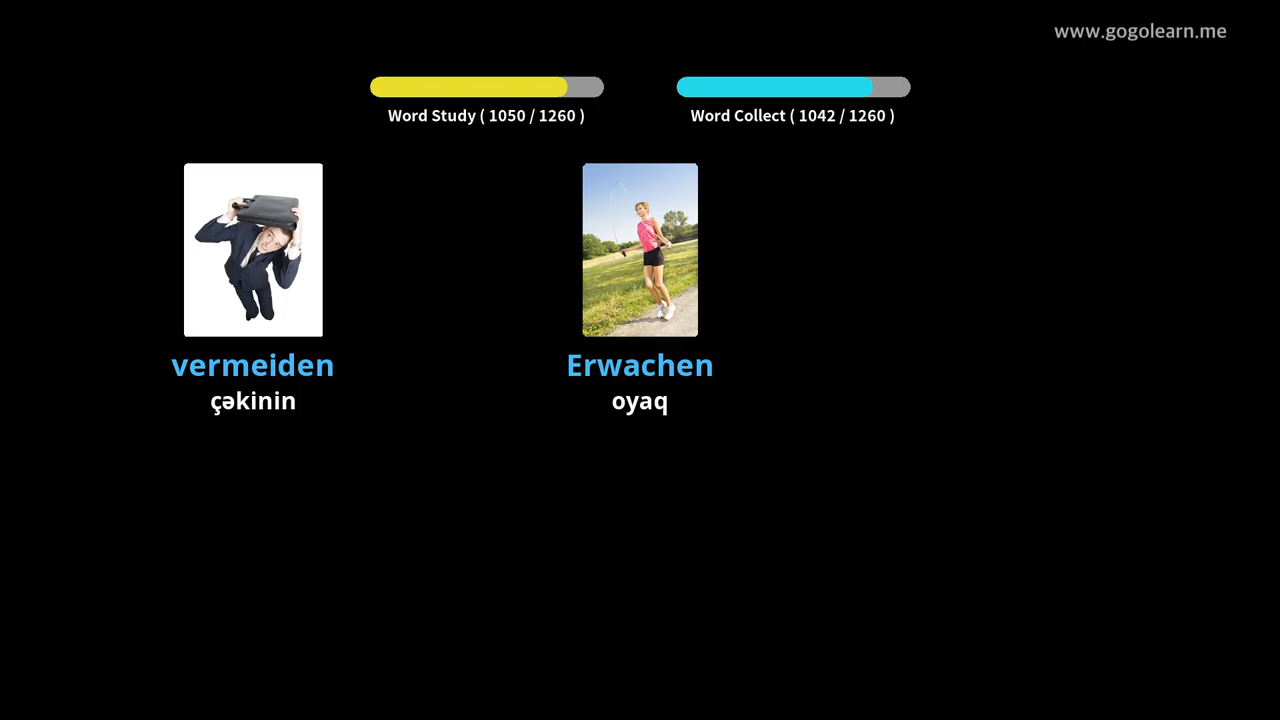 www.gogolearn.me
Word Study ( 1050 / 1260 )
Word Collect ( 1042 / 1260 )
vermeiden
çəkinin
Erwachen
oyaq